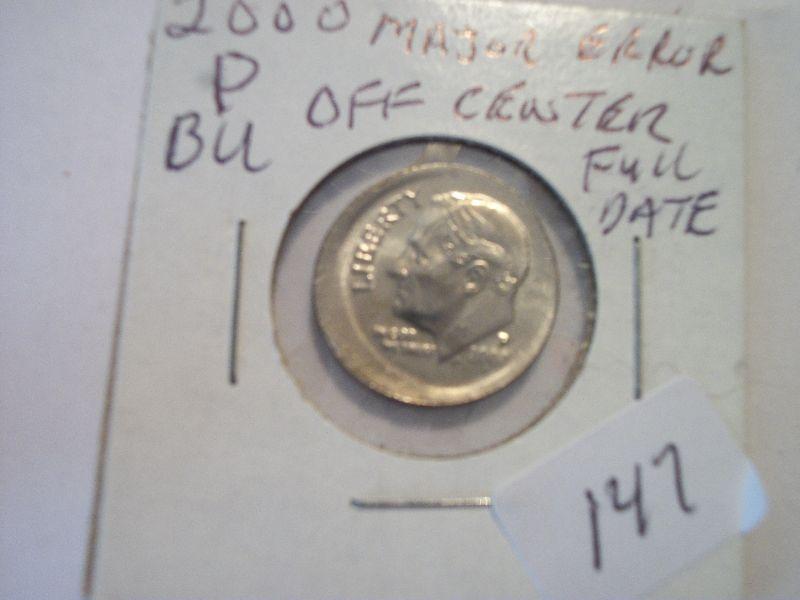 2000 MAJOR ERROR
P OFF CENTER
BU FULL
DATE
LIBERTY
P
147